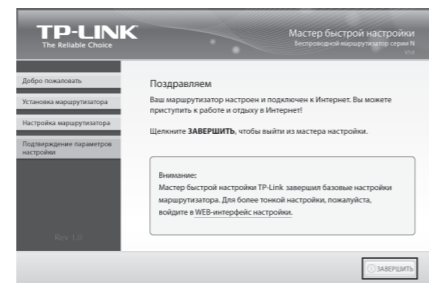 TP-LINK
The Reliable Choice
Мастер быстрой настройки
Беспроводной маршрутизатор серии N
Добро пожаловать
Установка маршрутизатора
Настройка маршрутизатора
Подтверждение параметров
настройки
Rev 1.0
Поздравляем
Ваш маршрутизатор настроен и подключен к Интернет. Вы можете
приступить к работе и отдыху в Интернет!
Щелкните ЗАВЕРШИТЬ, чтобы выйти из мастера настройки.
Внимание:
Мастер быстрой настройки TP-Link завершил базовые настройки
маршрутизатора. Для более тонкой настройки, пожалуйста,
войдите в WEB-интерфейс настройки.
ЗАВЕРШИТЬ